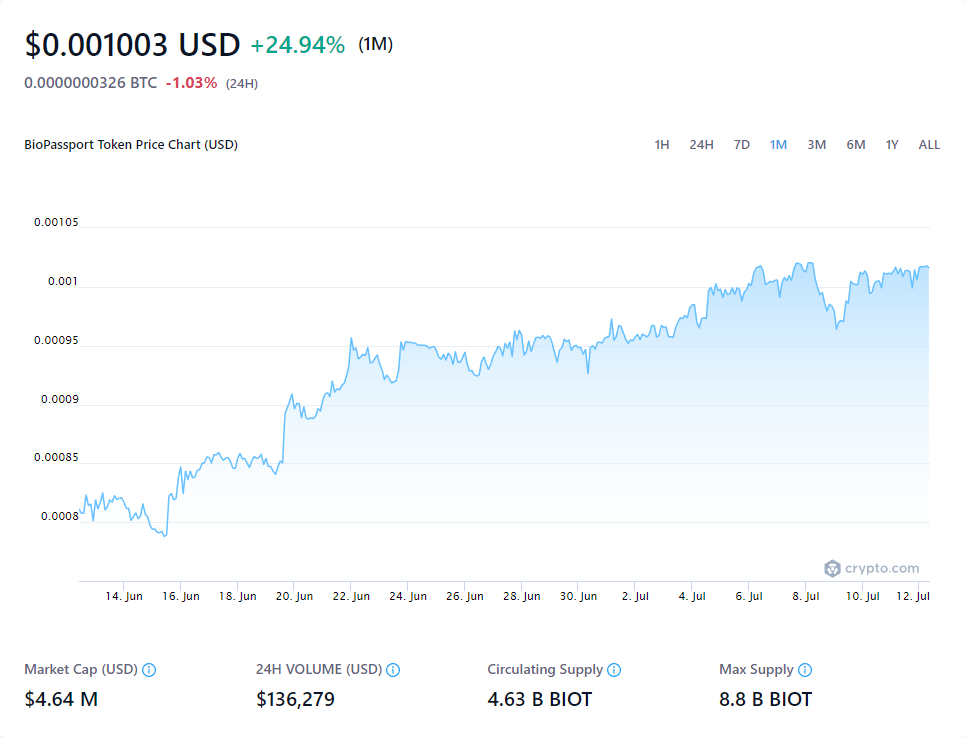 $0.001003 USD +24.94% (1M)
0.0000000326 BTC -1.03% (24H)
BioPassport Token Price Chart (USD) 1H 24H 7D 1M 3M 6M 1Y ALL
0.00105
0.001
0.00095
0.0009
0.00085
0.0008
crypto.com
14. Jun 16. Jun 18. Jun 20. Jun 22. Jun 24. Jun 26. Jun 28. Jun 30. Jun 2. Jul 4. Jul 6. Jul 8. Jul 10. Jul 12. Jul
Market Cap (USD) 24H VOLUME (USD) Circulating Supply Max Supply
$4.64 M $136,279 4.63 B BIOT 8.8 B BIOT